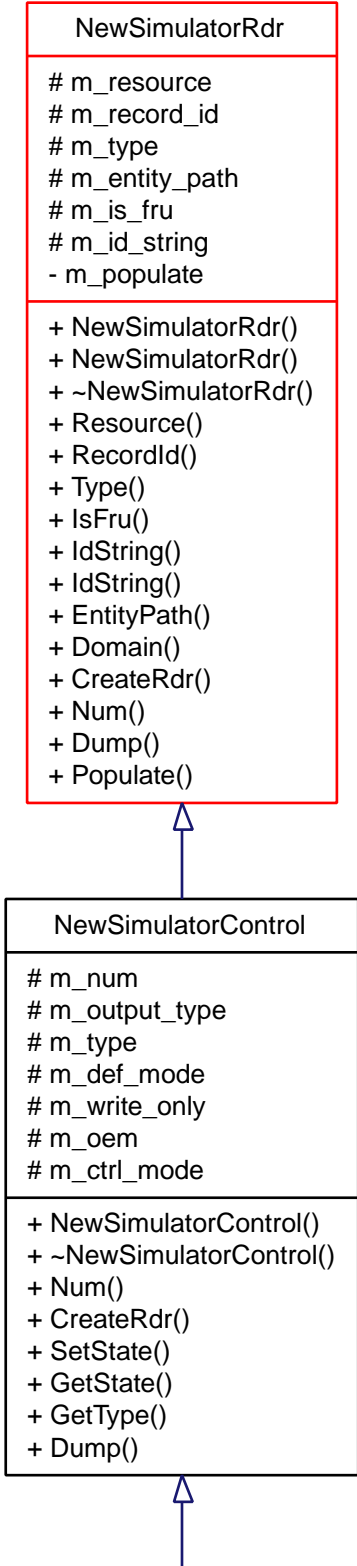 NewSimulatorRdr
# m_resource
# m_record_id
# m_type
# m_entity_path
# m_is_fru
# m_id_string
- m_populate
+ NewSimulatorRdr()
+ NewSimulatorRdr()
+ ~NewSimulatorRdr()
+ Resource()
+ RecordId()
+ Type()
+ IsFru()
+ IdString()
+ IdString()
+ EntityPath()
+ Domain()
+ CreateRdr()
+ Num()
+ Dump()
+ Populate()
NewSimulatorControl
# m_num
# m_output_type
# m_type
# m_def_mode
# m_write_only
# m_oem
# m_ctrl_mode
+ NewSimulatorControl()
+ ~NewSimulatorControl()
+ Num()
+ CreateRdr()
+ SetState()
+ GetState()
+ GetType()
+ Dump()